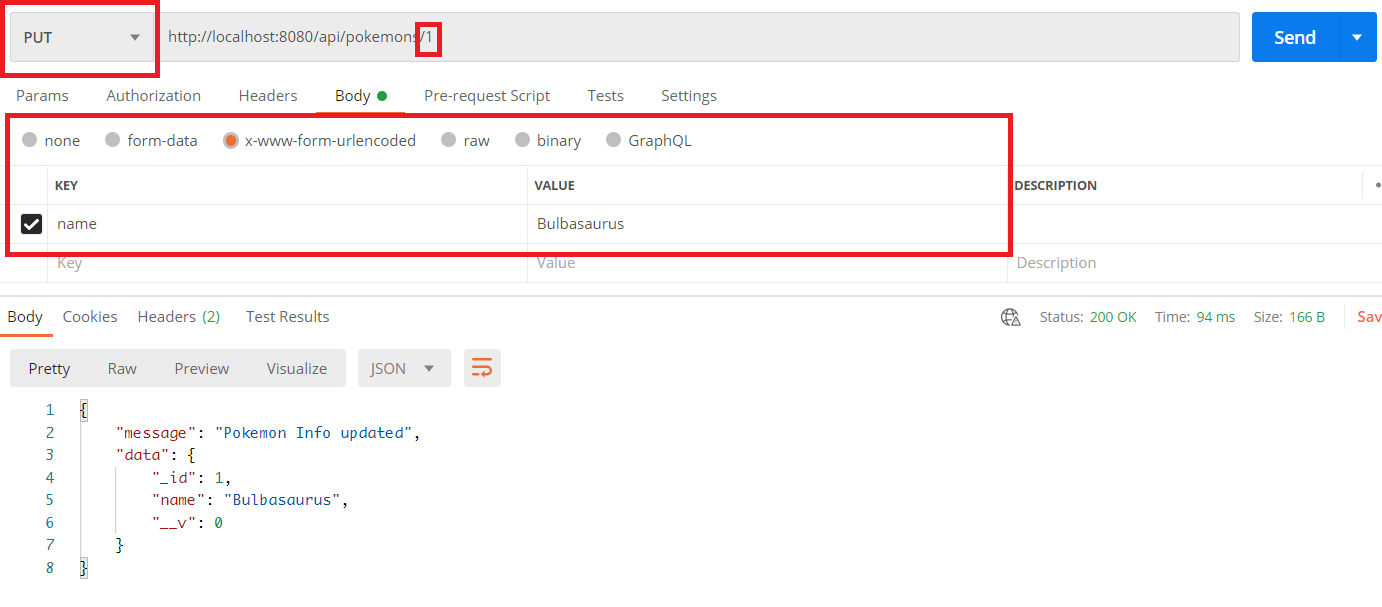 PUT http://localhost:8080/api/pokemons/1 Send
Params Authorization Headers Body Pre-request Script Tests Settings
none form-data x-www-form-urlencoded raw binary GraphQL
KEY VALUE DESCRIPTION
name Bulbasaurus
Key Value Description
Body Cookies Headers (2) Test Results Status: 200 OK Time: 94 ms Size: 166 B Sav
Pretty Raw Preview Visualize JSON
1 {
2 "message": "Pokemon Info updated",
3 "data": {
4 "_id": 1,
5 "name": "Bulbasaurus",
6 "__v": 0
7 }
8 }